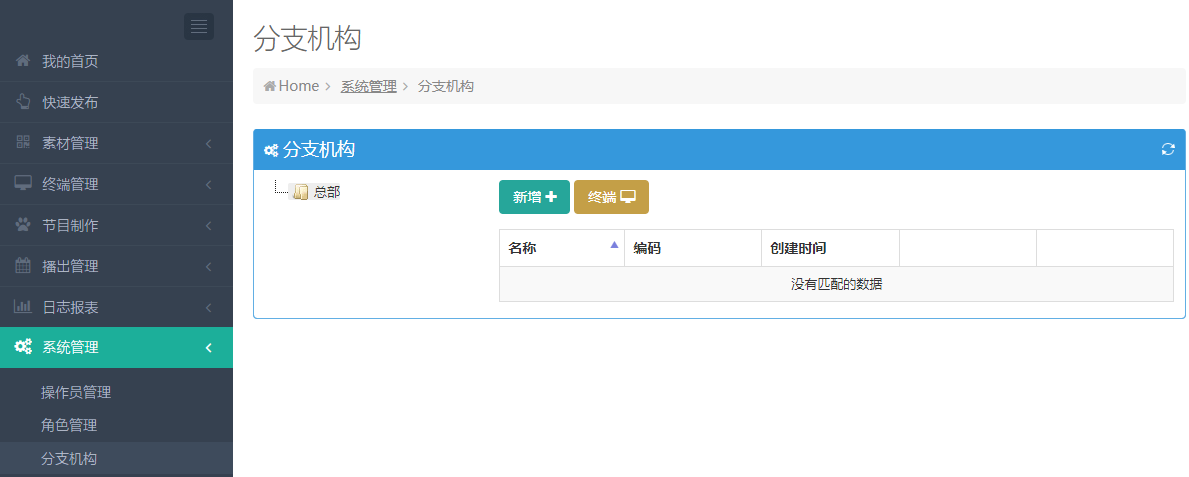 我的首页
快速发布
素材管理
终端管理
节目制作
播出管理
日志报表
系统管理
操作员管理
角色管理
分支机构
分支机构
Home 系统管理 分支机构
分支机构
总部
新增 终端
名称 编码 创建时间
没有匹配的数据